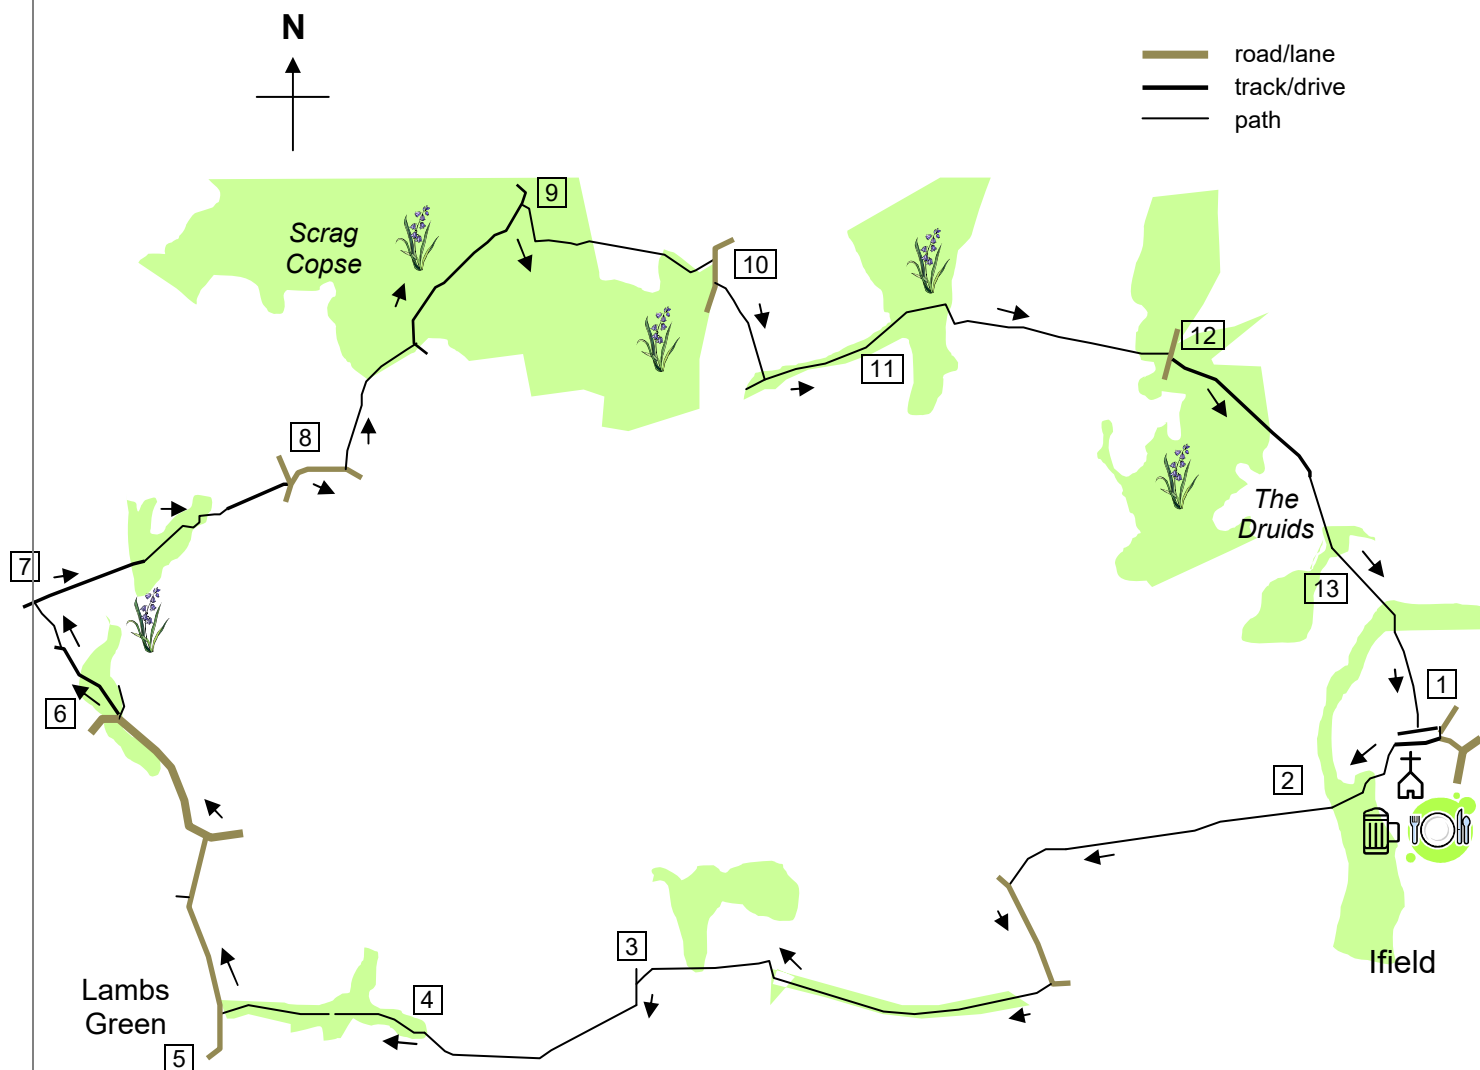 N
road/lane
track/drive
path
9
Scrag
Copse
10
12
11
8
The
Druids
7
13
1
6
2
3
Ifield
Lambs
Green
4
5